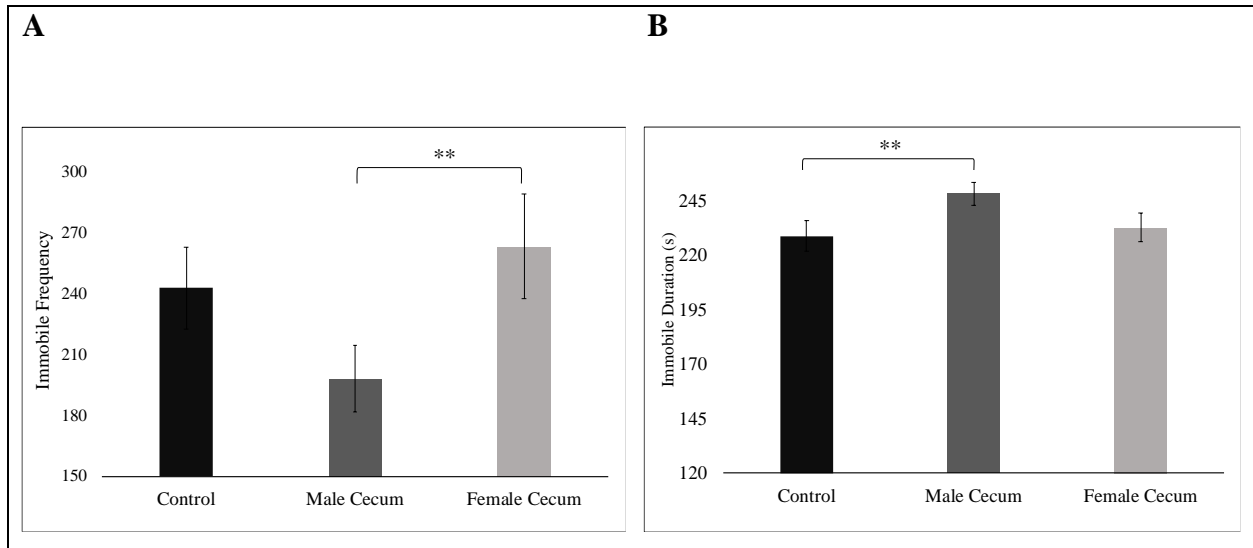 A
Immobile Frequency
300
270
240
210
180
150
**
Control Male Cecum Female Cecum
B
Immobile Duration (s)
245
220
195
170
145
120
**
Control Male Cecum Female Cecum